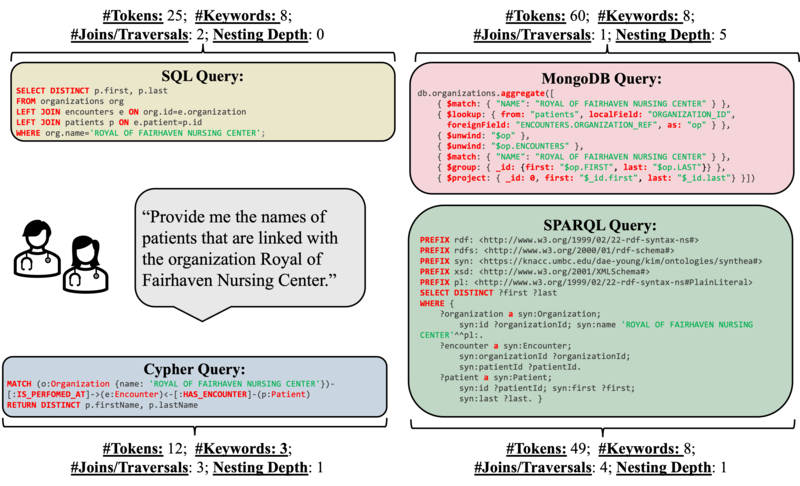 #Tokens: 25; #Keywords: 8;
#Joins/Traversals: 2; Nesting Depth: 0
SQL Query:
SELECT DISTINCT p.first, p.last
FROM organizations org
LEFT JOIN encounters e ON org.id=e.organization
LEFT JOIN patients p ON e.patient=p.id
WHERE org.name='ROYAL OF FAIRHAVEN NURSING CENTER';
#Tokens: 60; #Keywords: 8;
#Joins/Traversals: 1; Nesting Depth: 5
MongoDB Query:
db.organizations.aggregate([
{ $match: { "NAME": "ROYAL OF FAIRHAVEN NURSING CENTER" } },
{ $lookup: { from: "patients", localField: "ORGANIZATION_ID",
foreignField: "ENCOUNTERS.ORGANIZATION_REF", as: "op" } },
{ $unwind: "$op" },
{ $unwind: "$op.ENCOUNTERS" },
{ $match: { "NAME": "ROYAL OF FAIRHAVEN NURSING CENTER" } },
{ $group: { _id: {first: "$op.FIRST", last: "$op.LAST"}} },
{ $project: { _id: 0, first: "$_id.first", last: "$_id.last"} }])
“Provide me the names of
patients that are linked with
the organization Royal of
Fairhaven Nursing Center.”
SPARQL Query:
PREFIX rdf: <http://www.w3.org/1999/02/22-rdf-syntax-ns#>
PREFIX rdfs: <http://www.w3.org/2000/01/rdf-schema#>
PREFIX syn: <https://knacc.umbc.edu/dae-young/kim/ontologies/synthea#>
PREFIX xsd: <http://www.w3.org/2001/XMLSchema#>
PREFIX pl: <http://www.w3.org/1999/02/22-rdf-syntax-ns#PlainLiteral>
SELECT DISTINCT ?first ?last
WHERE {
?organization a syn:Organization;
syn:id ?organizationId; syn:name 'ROYAL OF FAIRHAVEN NURSING
CENTER'^^pl:.
?encounter a syn:Encounter;
syn:organizationId ?organizationId;
syn:patientId ?patientId.
?patient a syn:Patient;
syn:id ?patientId; syn:first ?first;
syn:last ?last. }
Cypher Query:
MATCH (o:Organization {name: 'ROYAL OF FAIRHAVEN NURSING CENTER'})-
[:IS_PERFOMED_AT]->(e:Encounter)<-[:HAS_ENCOUNTER]-(p:Patient)
RETURN DISTINCT p.firstName, p.lastName
#Tokens: 12; #Keywords: 3;
#Joins/Traversals: 3; Nesting Depth: 1
#Tokens: 49; #Keywords: 8;
#Joins/Traversals: 4; Nesting Depth: 1